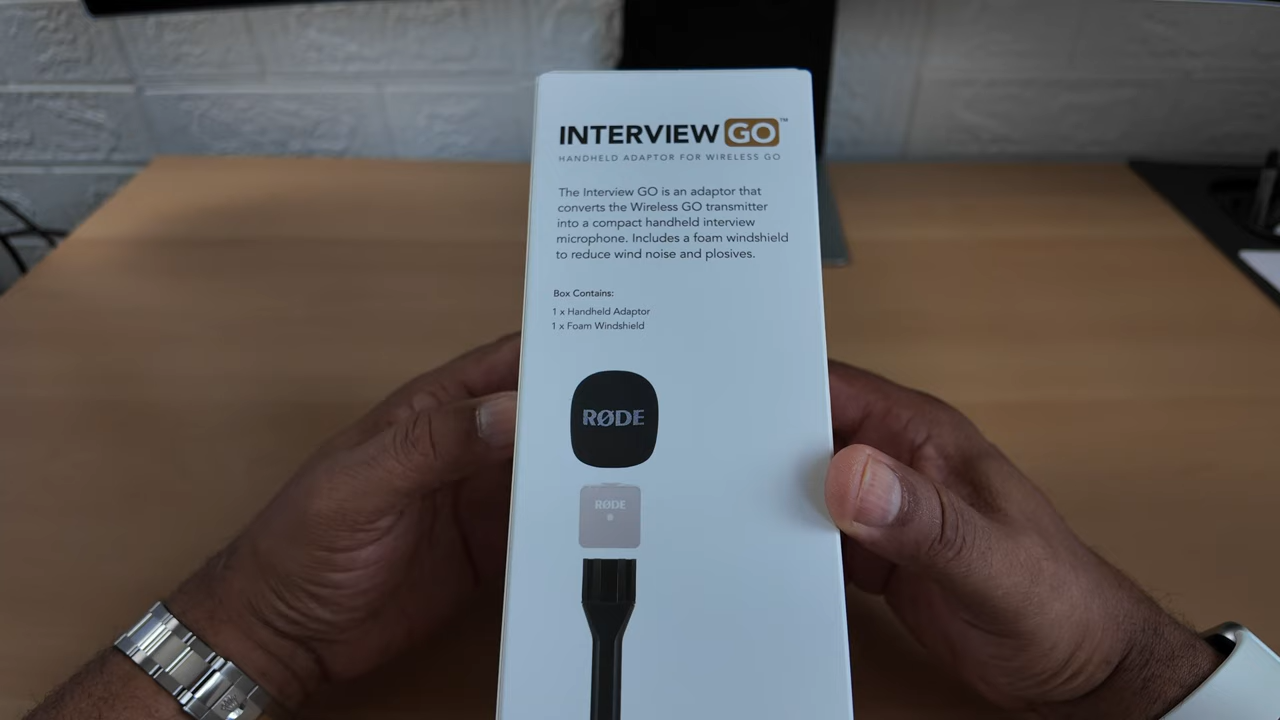 INTERVIEW GO™
HANDHELD ADAPTOR FOR WIRELESS GO
The Interview GO is an adaptor that
converts the Wireless GO transmitter
into a compact handheld interview
microphone. Includes a foam windshield
to reduce wind noise and plosives.
Box Contains:
1 x Handheld Adaptor
1 x Foam Windshield
RØDE
RØDE